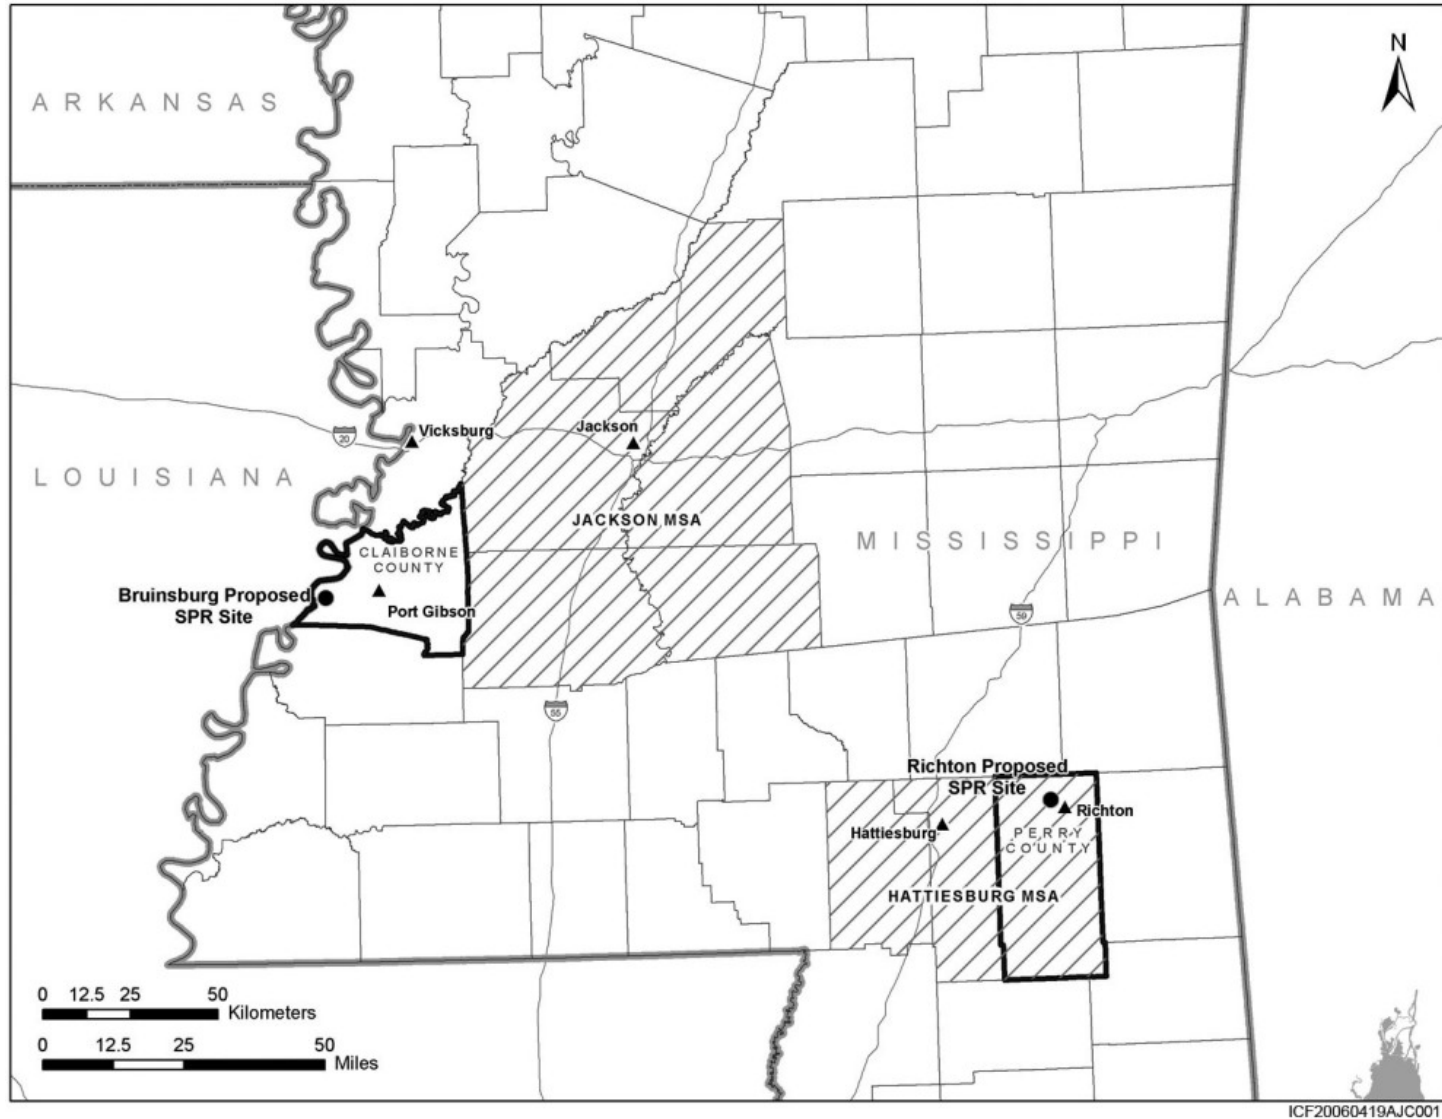 N
ARKANSAS
20
Vicksburg
Jackson
LOUISIANA
JACKSON MSA
MISSISSIPPI
CLAIBORNE
COUNTY
Bruinsburg Proposed
SPR Site
Port Gibson
ALABAMA
59
55
Richton Proposed
SPR Site
Richton
Hattiesburg
PERRY
COUNTY
HATTIESBURG MSA
0 12.5 25 50
Kilometers
0 12.5 25 50
Miles
ICF20060419AJC001